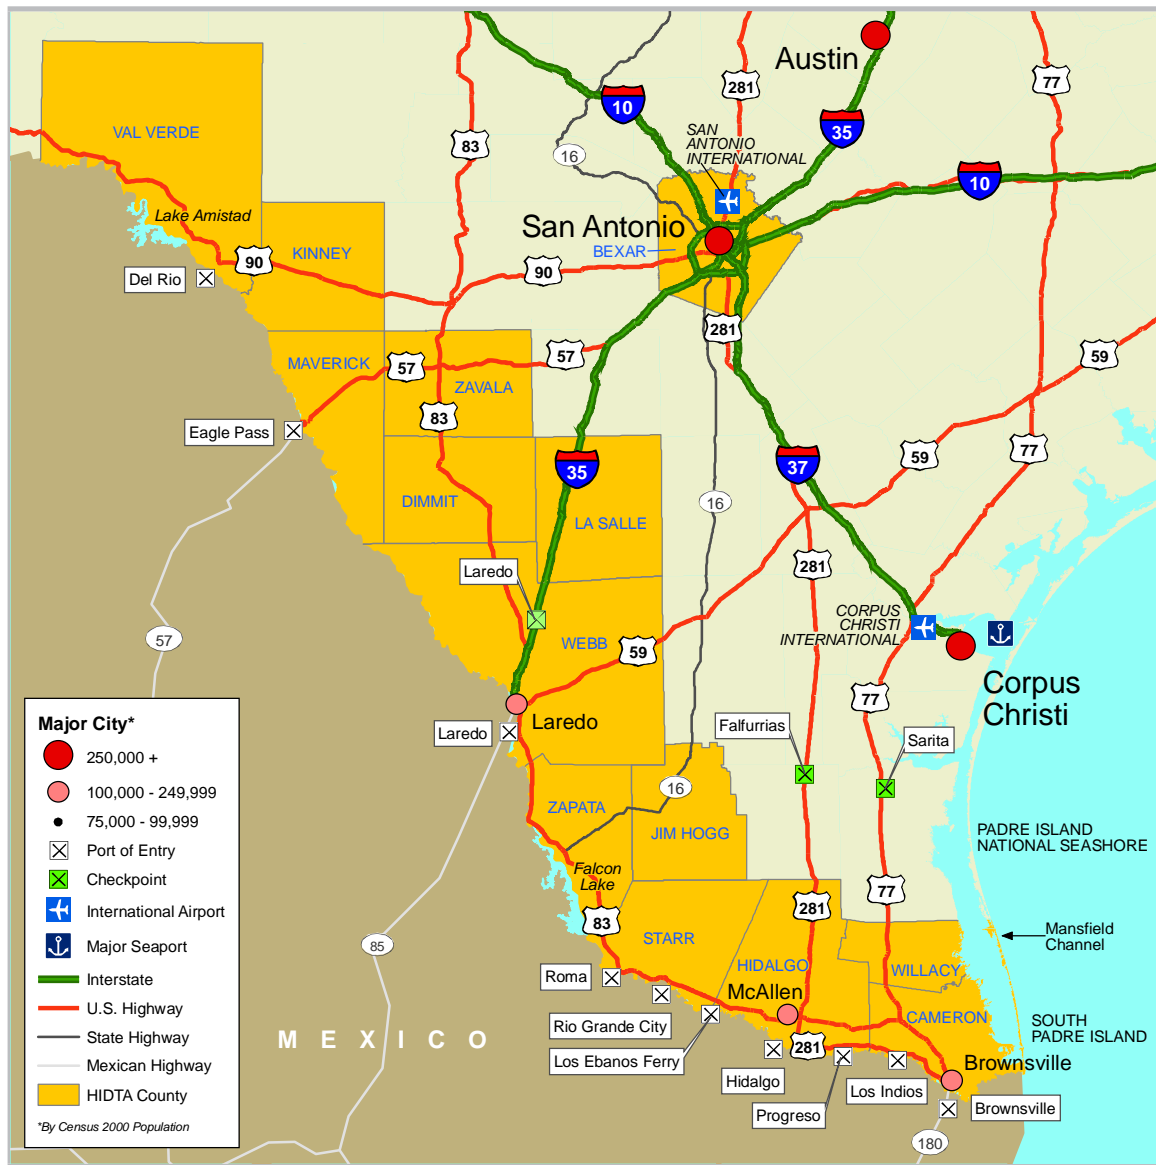 Austin
281
77
10
35
83
SAN
ANTONIO
INTERNATIONAL
16
VAL VERDE
10
Lake Amistad
San Antonio
KINNEY
BEXAR
90
90
Del Rio
281
MAVERICK
57
57
59
ZAVALA
83
Eagle Pass
77
59
35
37
DIMMIT
16
LA SALLE
Laredo
281
CORPUS
CHRISTI
INTERNATIONAL
57
WEBB
59
Corpus
Christi
77
Laredo
Laredo
Falfurrias
Sarita
16
ZAPATA
JIM HOGG
PADRE ISLAND
NATIONAL SEASHORE
Falcon
Lake
77
281
83
Mansfield
Channel
85
STARR
HIDALGO
WILLACY
Roma
McAllen
CAMERON
SOUTH
PADRE ISLAND
Rio Grande City
MEXICO
281
Los Ebanos Ferry
Brownsville
Hidalgo
Los Indios
Progreso
Brownsville
180
Major City*
250,000 +
100,000 - 249,999
75,000 - 99,999
Port of Entry
Checkpoint
International Airport
Major Seaport
Interstate
U.S. Highway
State Highway
Mexican Highway
HIDTA County
*By Census 2000 Population